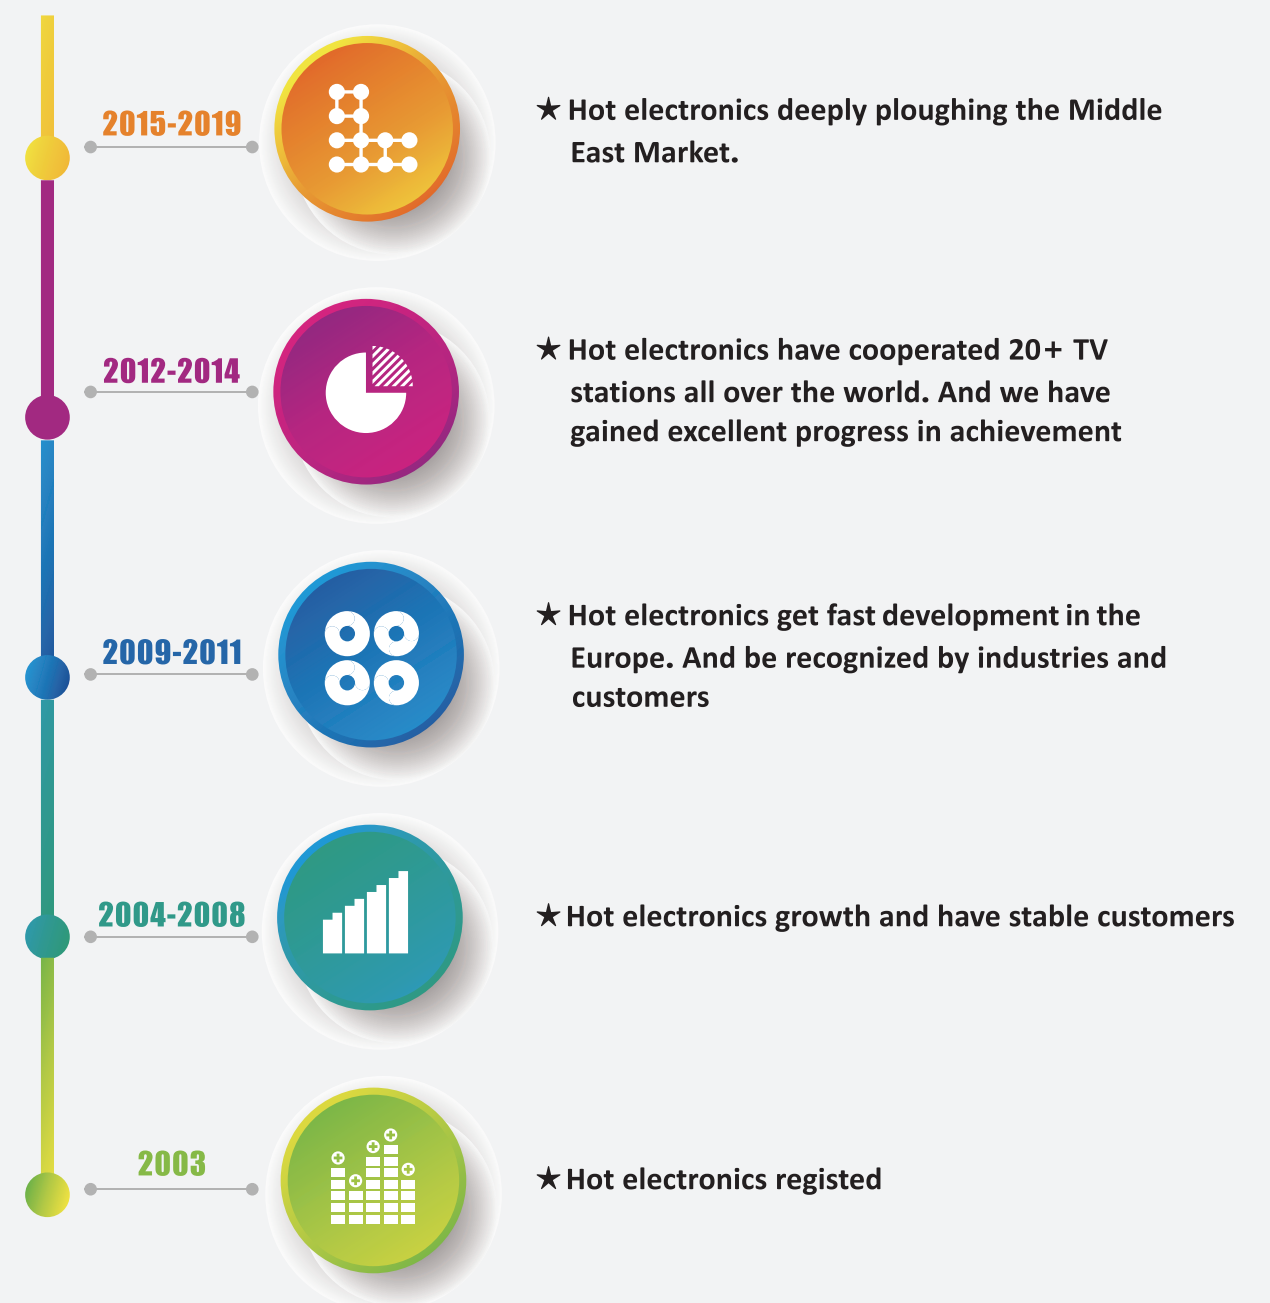 2015-2019
★ Hot electronics deeply ploughing the Middle
East Market.
2012-2014
★ Hot electronics have cooperated 20+ TV
stations all over the world. And we have
gained excellent progress in achievement
2009-2011
★ Hot electronics get fast development in the
Europe. And be recognized by industries and
customers
2004-2008
★ Hot electronics growth and have stable customers
2003
★ Hot electronics registed